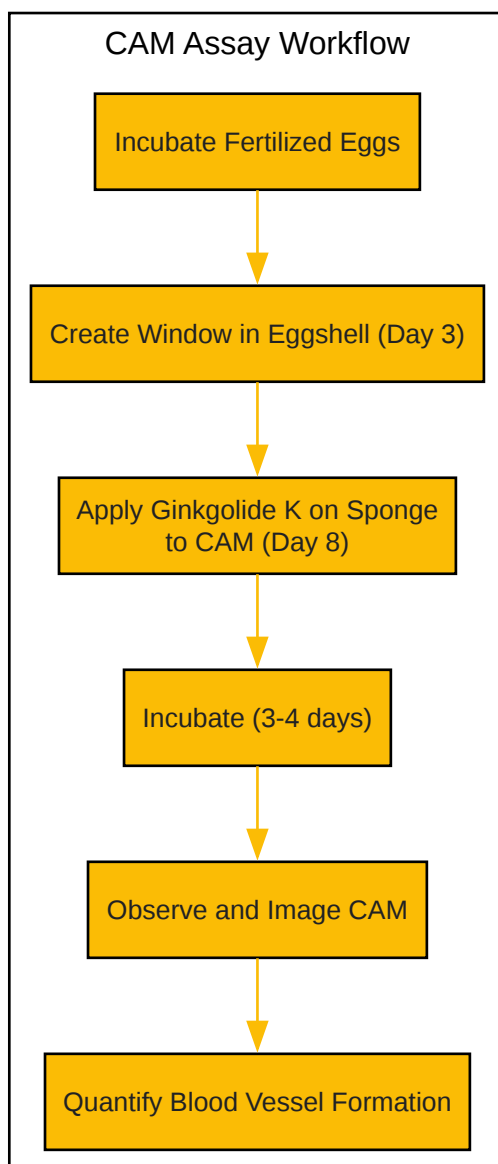 CAM Assay Workflow
Incubate Fertilized Eggs
Create Window in Eggshell (Day 3)
Apply Ginkgolide K on Sponge
to CAM (Day 8)
Incubate (3-4 days)
Observe and Image CAM
Quantify Blood Vessel Formation